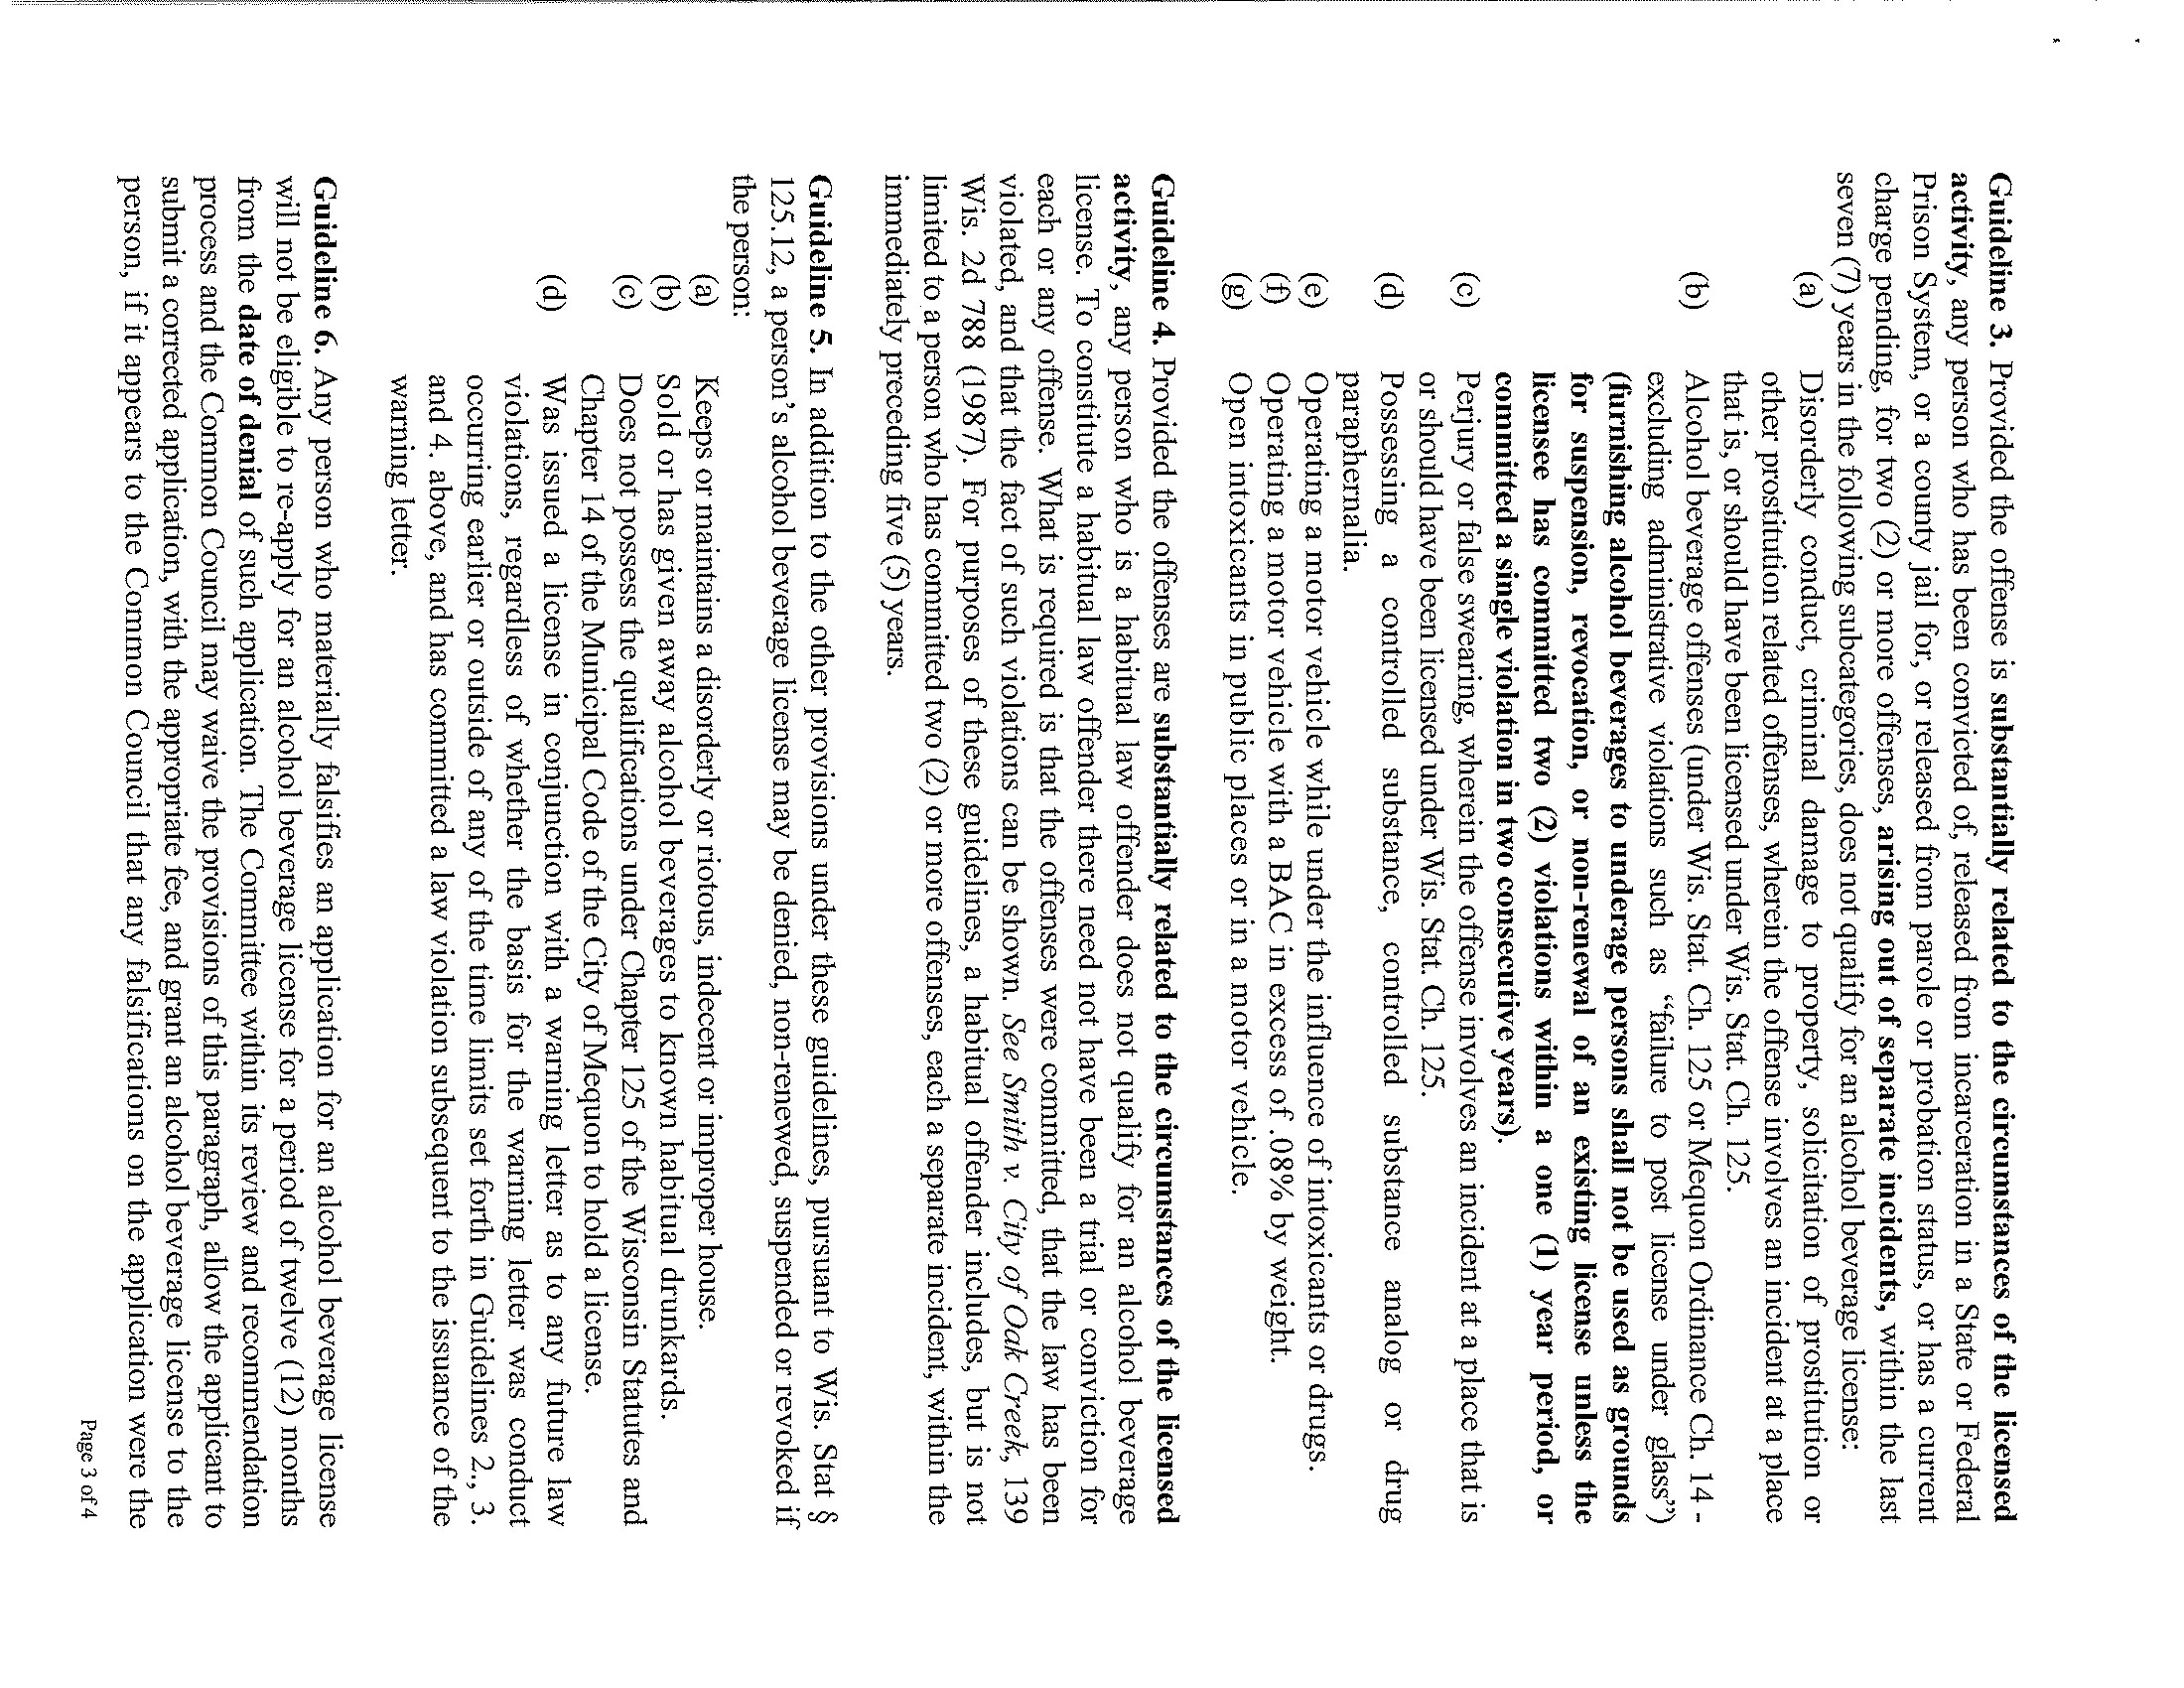 Guideline 3. Provided the offense is substantially related to the circumstances of the licensed
activity, any person who has been convicted of, released from incarceration in a State or Federal
Prison System, or a county jail for, or released from parole or probation status, or has a current
charge pending, for two (2) or more offenses, arising out of separate incidents, within the last
seven (7) years in the following subcategories, does not qualify for an alcohol beverage license:
(a) Disorderly conduct, criminal damage to property, solicitation of prostitution or
other prostitution related offenses, wherein the offense involves an incident at a place
that is, or should have been licensed under Wis. Stat. Ch. 125.
(b) Alcohol beverage offenses (under Wis. Stat. Ch. 125 or Mequon Ordinance Ch. 14 -
excluding administrative violations such as “failure to post license under glass”)
(furnishing alcohol beverages to underage persons shall not be used as grounds
for suspension, revocation, or non-renewal of an existing license unless the
licensee has committed two (2) violations within a one (1) year period, or
committed a single violation in two consecutive years).
(c) Perjury or false swearing, wherein the offense involves an incident at a place that is
or should have been licensed under Wis. Stat. Ch. 125.
(d) Possessing a controlled substance, controlled substance analog or drug
paraphernalia.
(e) Operating a motor vehicle while under the influence of intoxicants or drugs.
(f) Operating a motor vehicle with a BAC in excess of .08% by weight.
(g) Open intoxicants in public places or in a motor vehicle.
Guideline 4. Provided the offenses are substantially related to the circumstances of the licensed
activity, any person who is a habitual law offender does not qualify for an alcohol beverage
license. To constitute a habitual law offender there need not have been a trial or conviction for
each or any offense. What is required is that the offenses were committed, that the law has been
violated, and that the fact of such violations can be shown. See Smith v. City of Oak Creek, 139
Wis. 2d 788 (1987). For purposes of these guidelines, a habitual offender includes, but is not
limited to a person who has committed two (2) or more offenses, each a separate incident, within the
immediately preceding five (5) years.
Guideline 5. In addition to the other provisions under these guidelines, pursuant to Wis. Stat §
125.12, a person’s alcohol beverage license may be denied, non-renewed, suspended or revoked if
the person:
(a) Keeps or maintains a disorderly or riotous, indecent or improper house.
(b) Sold or has given away alcohol beverages to known habitual drunkards.
(c) Does not possess the qualifications under Chapter 125 of the Wisconsin Statutes and
Chapter 14 of the Municipal Code of the City of Mequon to hold a license.
(d) Was issued a license in conjunction with a warning letter as to any future law
violations, regardless of whether the basis for the warning letter was conduct
occurring earlier or outside of any of the time limits set forth in Guidelines 2., 3.
and 4. above, and has committed a law violation subsequent to the issuance of the
warning letter.
Guideline 6. Any person who materially falsifies an application for an alcohol beverage license
will not be eligible to re-apply for an alcohol beverage license for a period of twelve (12) months
from the date of denial of such application. The Committee within its review and recommendation
process and the Common Council may waive the provisions of this paragraph, allow the applicant to
submit a corrected application, with the appropriate fee, and grant an alcohol beverage license to the
person, if it appears to the Common Council that any falsifications on the application were the
Page 3 of 4